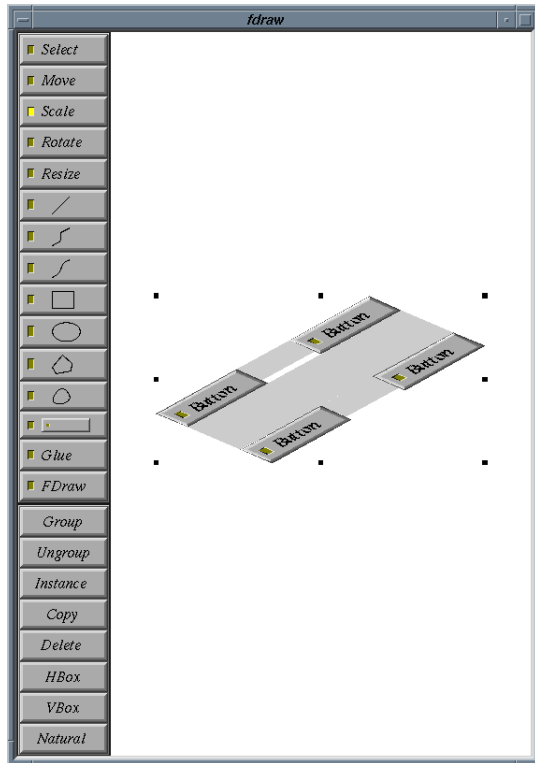 fdraw
Select
Move
Scale
Rotate
Resize
Glue
FDraw
Group
Ungroup
Instance
Copy
Delete
HBox
VBox
Natural
Button
Button
Button
Button